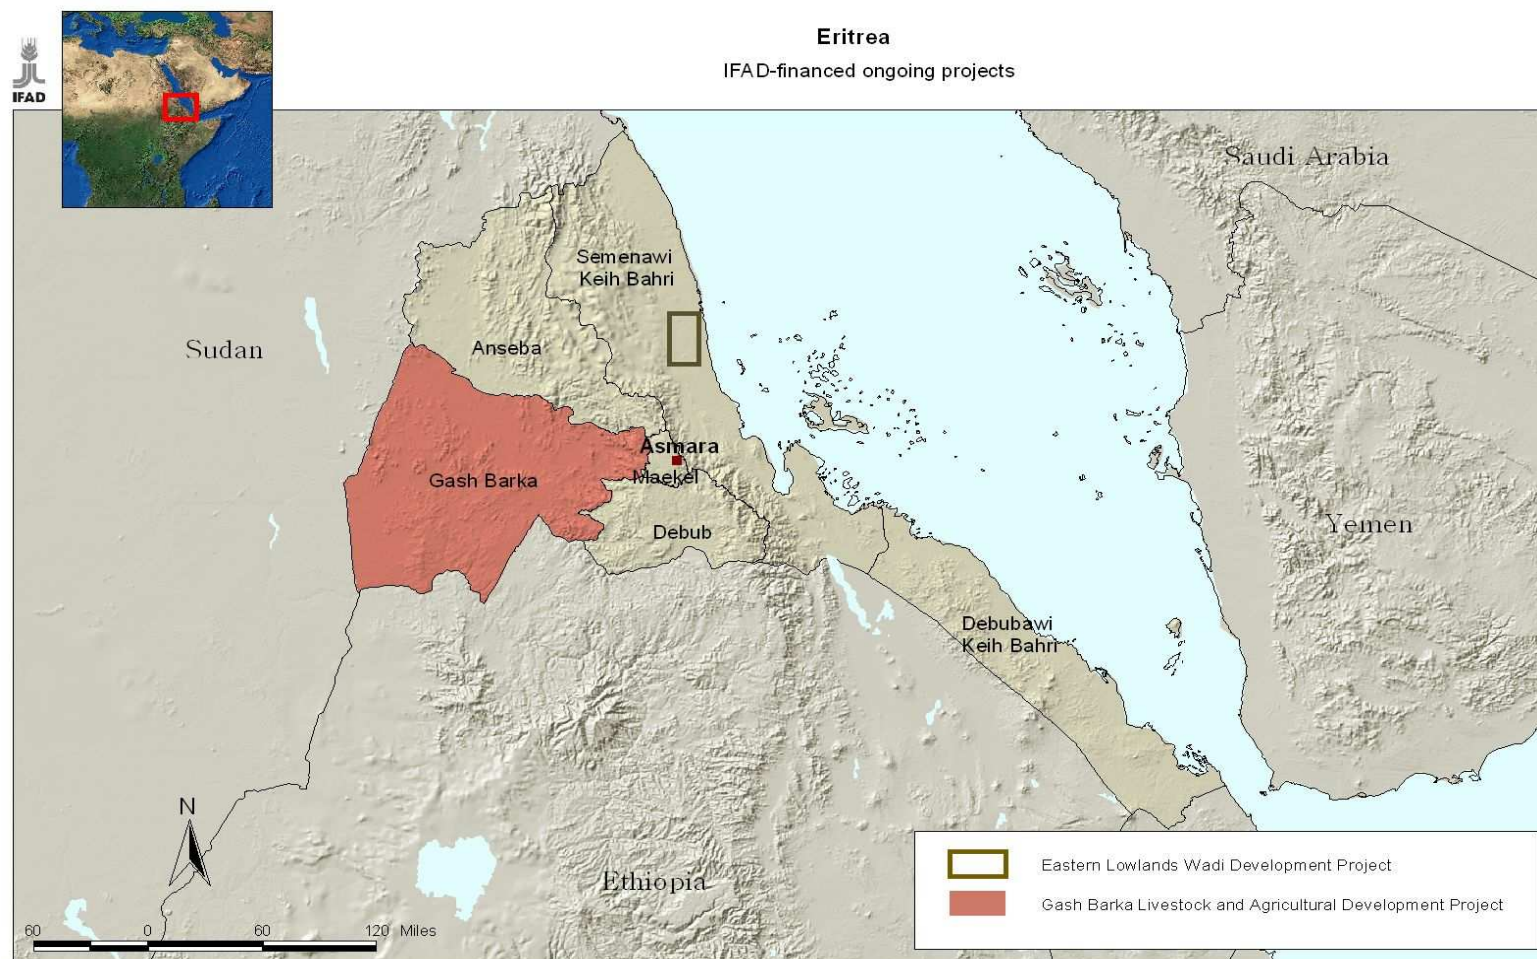 Eritrea
IFAD-financed ongoing projects
IFAD
Saudi Arabia
Semenawi
Keih Bahri
Sudan
Anseba
Asmara
Gash Barka
Maekel
Yemen
Debub
Debubawi
Keih Bahri
N
Ethiopia
Eastern Lowlands Wadi Development Project
Gash Barka Livestock and Agricultural Development Project
60 0 60 120 Miles